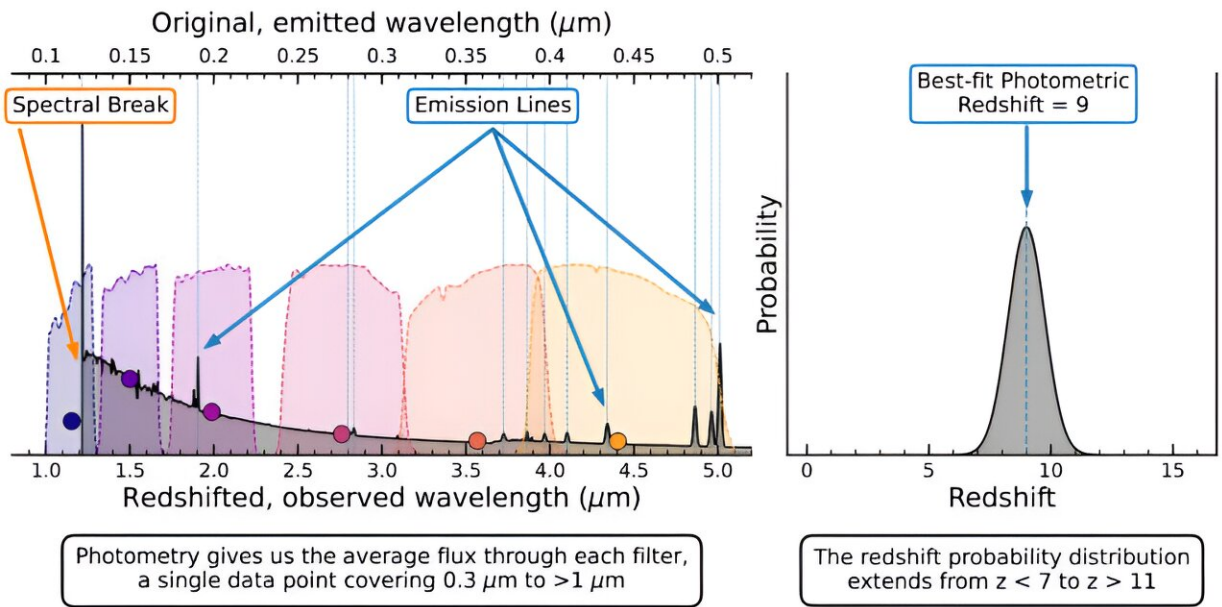 Original, emitted wavelength (μm)
0.1 0.15 0.2 0.25 0.3 0.35 0.4 0.45 0.5
Spectral Break
Emission Lines
1.0 1.5 2.0 2.5 3.0 3.5 4.0 4.5 5.0
Redshifted, observed wavelength (μm)
Photometry gives us the average flux through each filter,
a single data point covering 0.3 μm to >1 μm
Best-fit Photometric
Redshift = 9
Probability
0 5 10 15
Redshift
The redshift probability distribution
extends from z < 7 to z > 11